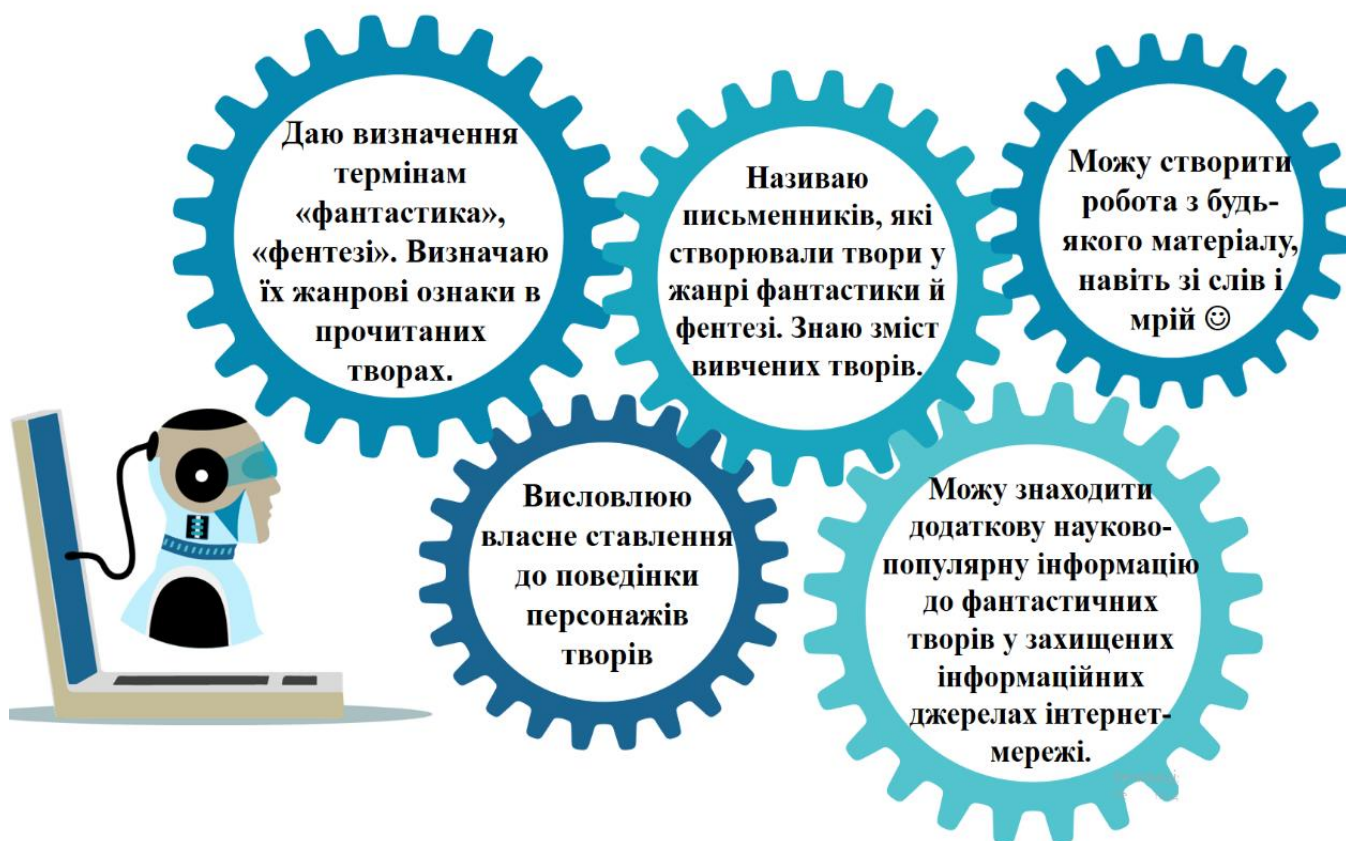 Даю визначення
термінам
«фантастика»,
«фентезі». Визначаю
їх жанрові ознаки в
прочитаних
творах.
Називаю
письменників, які
створювали твори у
жанрі фантастики й
фентезі. Знаю зміст
вивчених творів.
Можу створити
робота з будь-
якого матеріалу,
навіть зі слів і
мрій ☺
Висловлюю
власне ставлення
до поведінки
персонажів
творів
Можу знаходити
додаткову науково-
популярну інформацію
до фантастичних
творів у захищених
інформаційних
джерелах інтернет-
мережі.